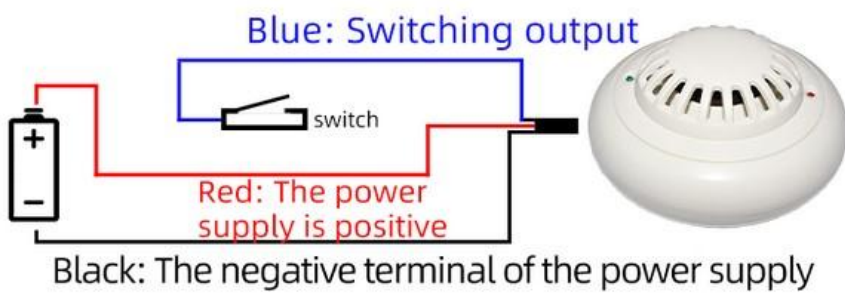 Blue: Switching output
+
switch
−
Red: The power
supply is positive
Black: The negative terminal of the power supply